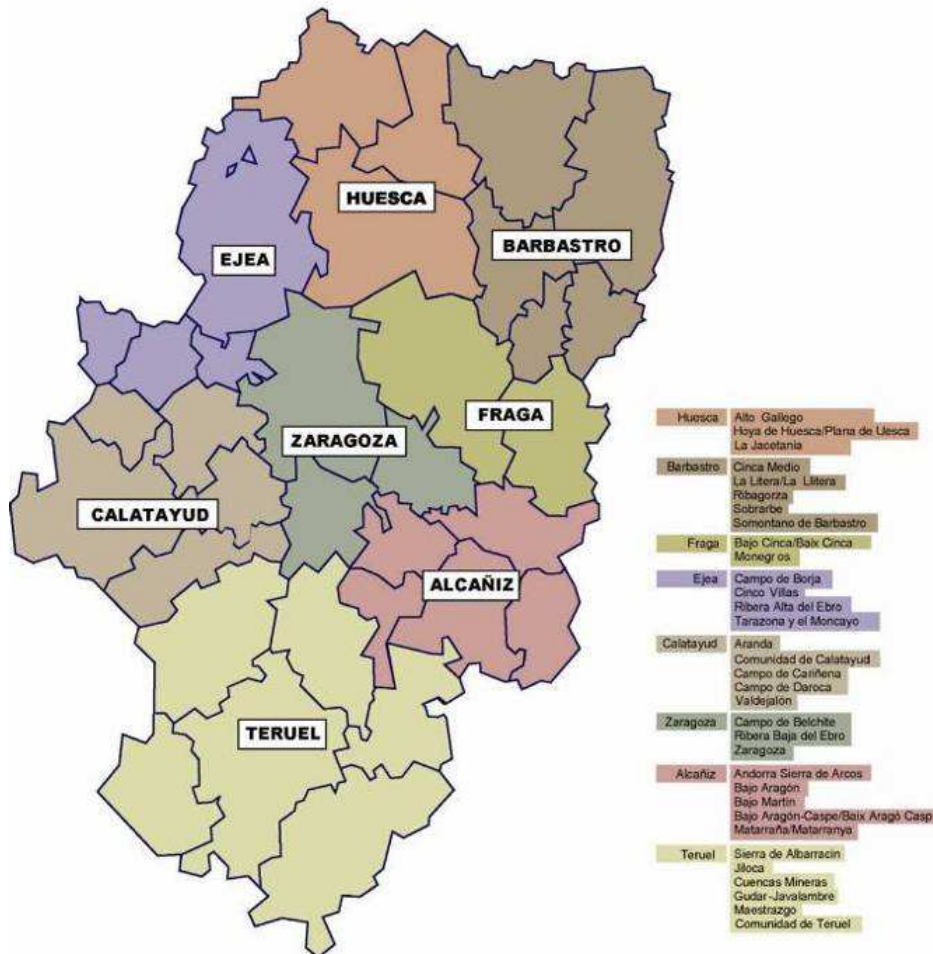 HUESCA
BARBASTRO
EJEA
FRAGA
ZARAGOZA
CALATAYUD
ALCAÑIZ
TERUEL
Huesca
Alto Gallego
Hoya de Huesca/Plana de Uesca
La Jacetania
Barbastro
Cinca Medio
La Litera/La Llitera
Ribagorza
Sobrarbe
Somontano de Barbastro
Fraga
Bajo Cinca/Baix Cinca
Monegros
Ejea
Campo de Borja
Cinco Villas
Ribera Alta del Ebro
Tarazona y el Moncayo
Calatayud
Aranda
Comunidad de Calatayud
Campo de Cariñena
Campo de Daroca
Valdejalón
Zaragoza
Campo de Belchite
Ribera Baja del Ebro
Zaragoza
Alcañiz
Andorra Sierra de Arcos
Bajo Aragón
Bajo Martín
Bajo Aragón-Caspe/Baix Aragó Casp
Matarraña/Matarranya
Teruel
Sierra de Albarracin
Jiloca
Cuencas Mineras
Gudar-Javalambre
Maestrazgo
Comunidad de Teruel